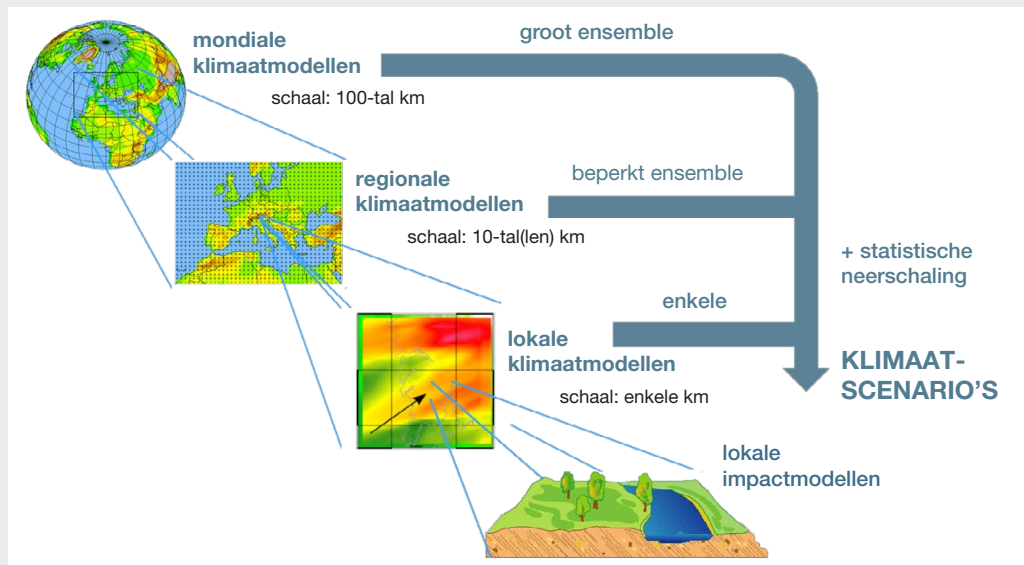 mondiale
klimaatmodellen
groot ensemble
schaal: 100-tal km
regionale
klimaatmodellen
beperkt ensemble
schaal: 10-tal(len) km
+ statistische
neerschaling
lokale
klimaatmodellen
enkele
schaal: enkele km
KLIMAAT-
SCENARIO'S
lokale
impactmodellen